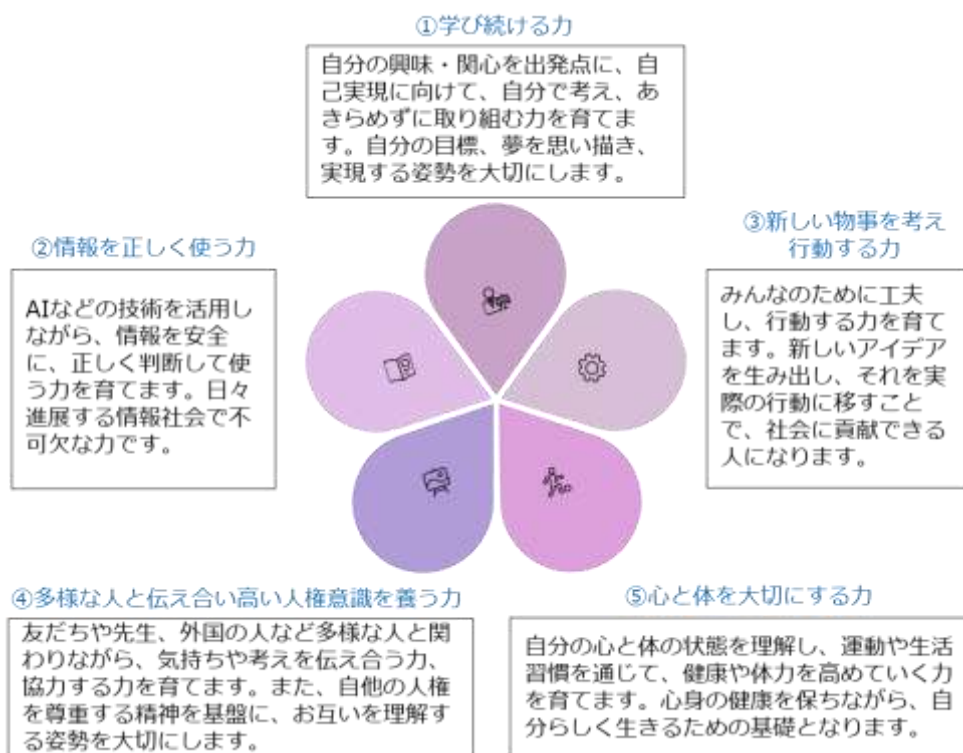 ①学び続ける力
自分の興味・関心を出発点に、自
己実現に向けて、自分で考え、あ
きらめずに取り組む力を育てま
す。自分の目標、夢を思い描き、
実現する姿勢を大切にします。
②情報を正しく使う力
AIなどの技術を活用し
ながら、情報を安全
に、正しく判断して使
う力を育てます。日々
進展する情報社会で不
可欠な力です。
③新しい物事を考え
行動する力
みんなのために工夫
し、行動する力を育て
ます。新しいアイデア
を生み出し、それを実
際の行動に移すこと
で、社会に貢献できる
人になります。
④多様な人と伝え合い高い人権意識を養う力
友だちや先生、外国の人など多様な人と関
わりながら、気持ちや考えを伝え合う力、
協力する力を育てます。また、自他の人権
を尊重する精神を基盤に、お互いを理解す
る姿勢を大切にします。
⑤心と体を大切にする力
自分の心と体の状態を理解し、運動や生活
習慣を通じて、健康や体力を高めていく力
を育てます。心身の健康を保ちながら、自
分らしく生きるための基礎となります。